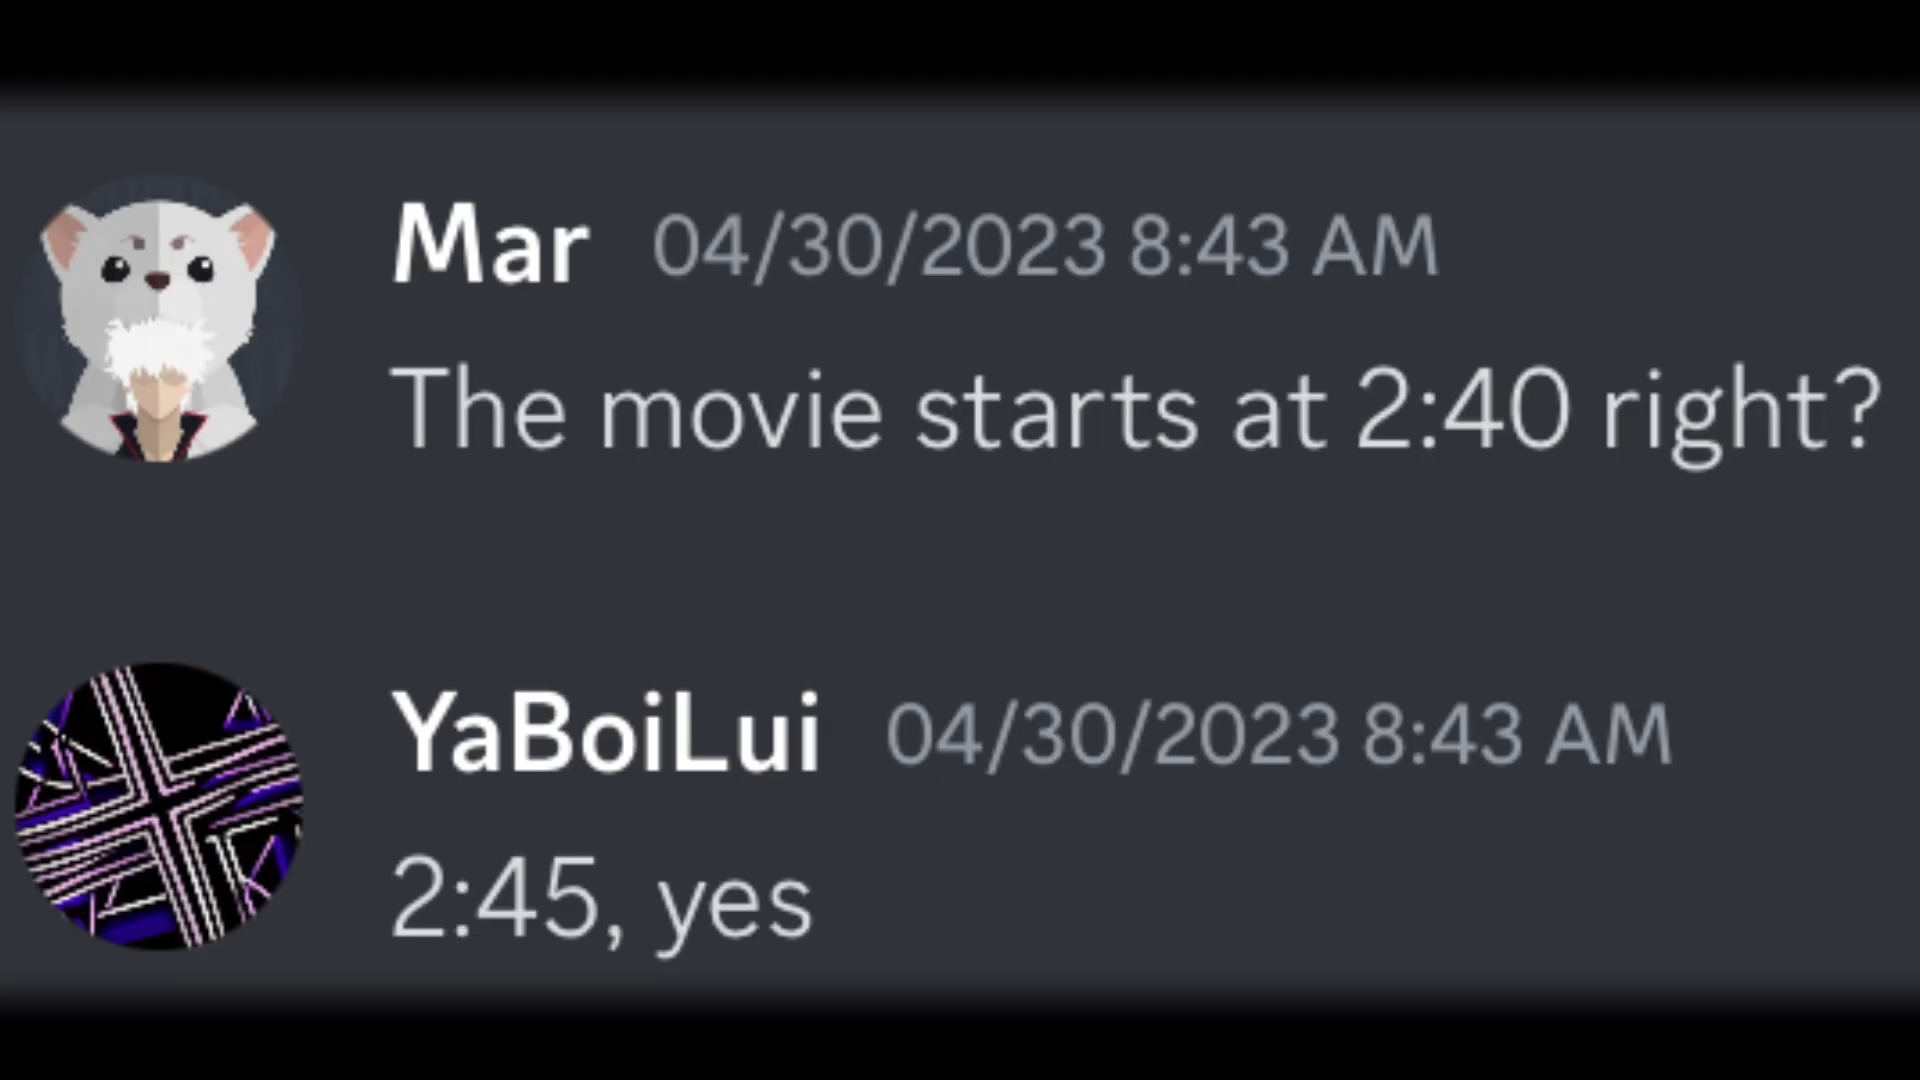 Mar 04/30/2023 8:43 AM
The movie starts at 2:40 right?
YaBoiLui 04/30/2023 8:43 AM
2:45, yes